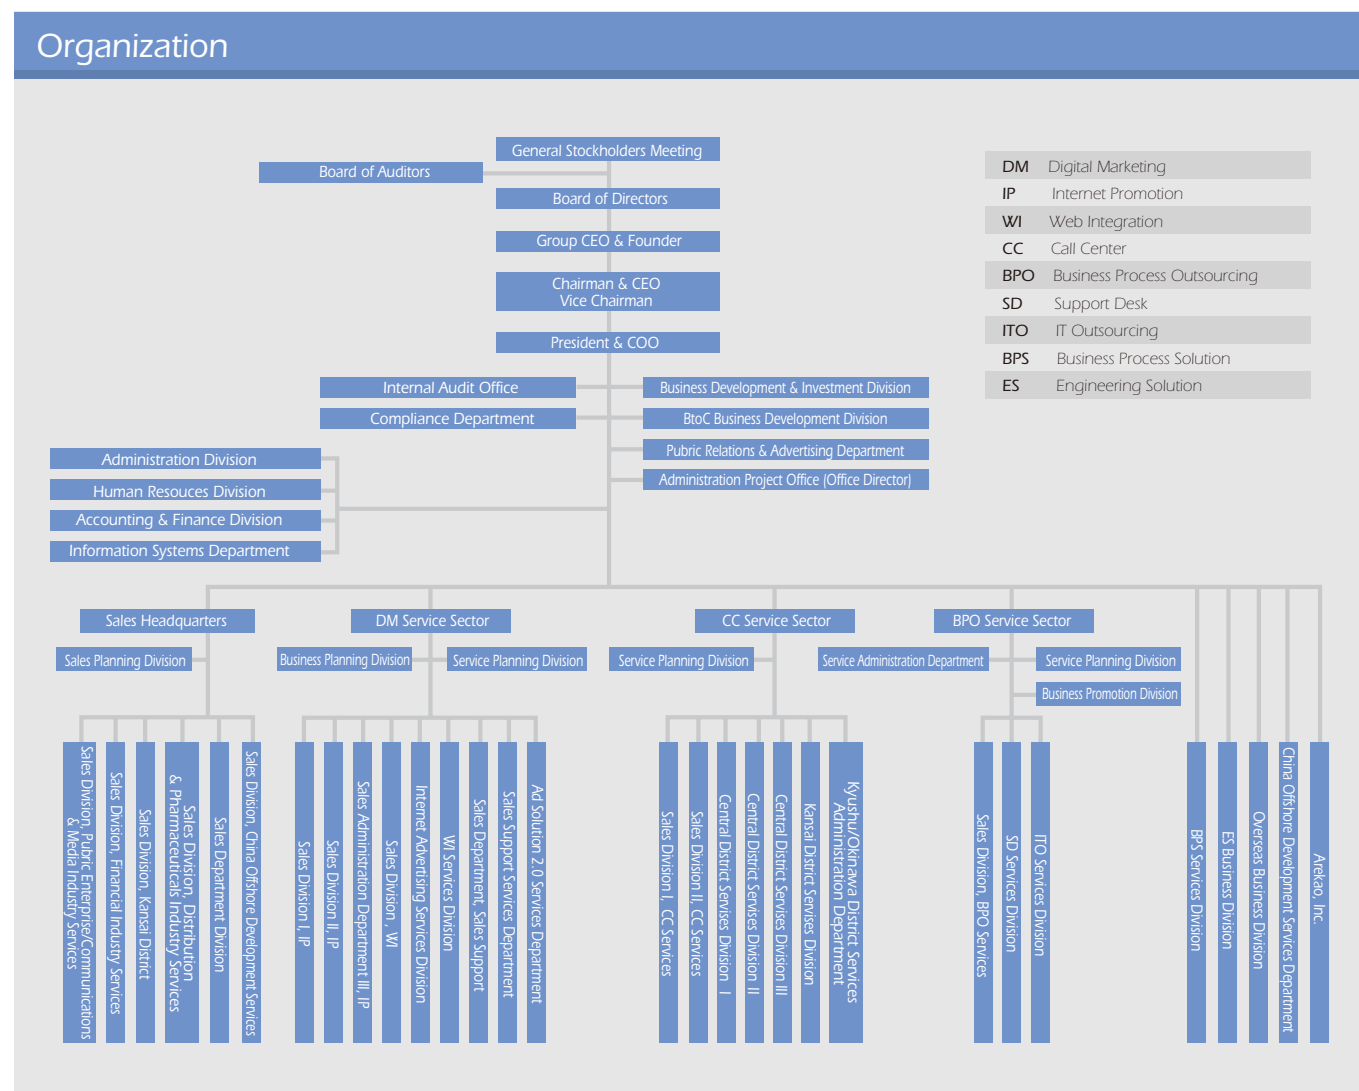 Organization
General Stockholders Meeting
Board of Auditors
Board of Directors
Group CEO & Founder
Chairman & CEO
Vice Chairman
President & COO
DM Digital Marketing
IP Internet Promotion
WI Web Integration
CC Call Center
BPO Business Process Outsourcing
SD Support Desk
ITO IT Outsourcing
BPS Business Process Solution
ES Engineering Solution
Internal Audit Office
Business Development & Investment Division
Compliance Department
BtoC Business Development Division
Pubric Relations & Advertising Department
Administration Project Office (Office Director)
Administration Division
Human Resouces Division
Accounting & Finance Division
Information Systems Department
Sales Headquarters
DM Service Sector
CC Service Sector
BPO Service Sector
Sales Planning Division
Business Planning Division
Service Planning Division
Service Planning Division
Service Administration Department
Service Planning Division
Business Promotion Division
Sales Division, Pubric Enterprise/Communications
& Media Industry Services
Sales Division, Financial Industry Services
Sales Division, Kansai District
Sales Division, Distribution
& Pharmaceuticals Industry Services
Sales Department Division
Sales Division, China Offshore Development Services
Sales Division I, IP
Sales Division II, IP
Sales Administration Department III, IP
Sales Division, WI
Internet Advertising Services Division
WI Services Division
Sales Department, Sales Support
Sales Support Services Department
Ad Solution 2.0 Services Department
Sales Division I, CC Services
Sales Division II, CC Services
Central District Servises Division I
Central District Servises Division II
Central District Servises Division III
Kansai District Servises Division
Kyushu/Okinawa District Services
Administration Department
Sales Division, BPO Services
SD Services Division
ITO Services Division
BPS Services Division
ES Business Division
Overseas Business Division
China Offshore Development Services Department
Arekao, Inc.